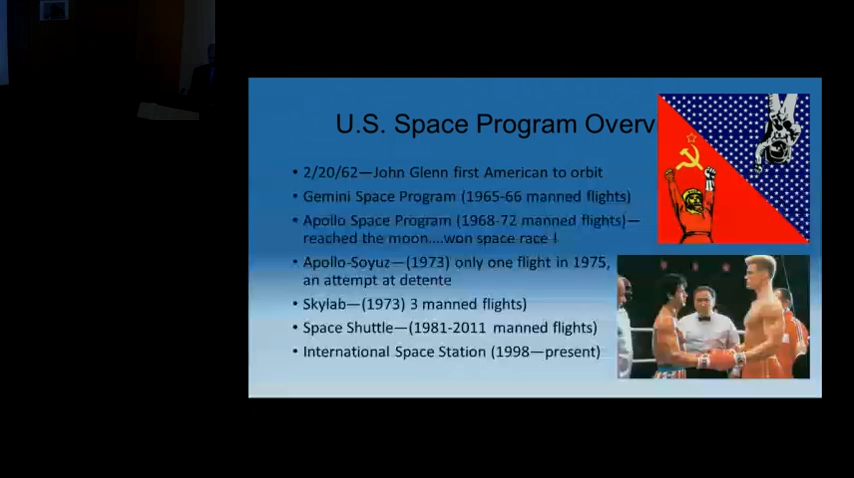 U.S. Space Program Overv
• 2/20/62—John Glenn first American to orbit
• Gemini Space Program (1965-66 manned flights)
• Apollo Space Program (1968-72 manned flights)—
reached the moon....won space race !
• Apollo-Soyuz—(1973) only one flight in 1975,
an attempt at detente
• Skylab—(1973) 3 manned flights)
• Space Shuttle—(1981-2011 manned flights)
• International Space Station (1998—present)